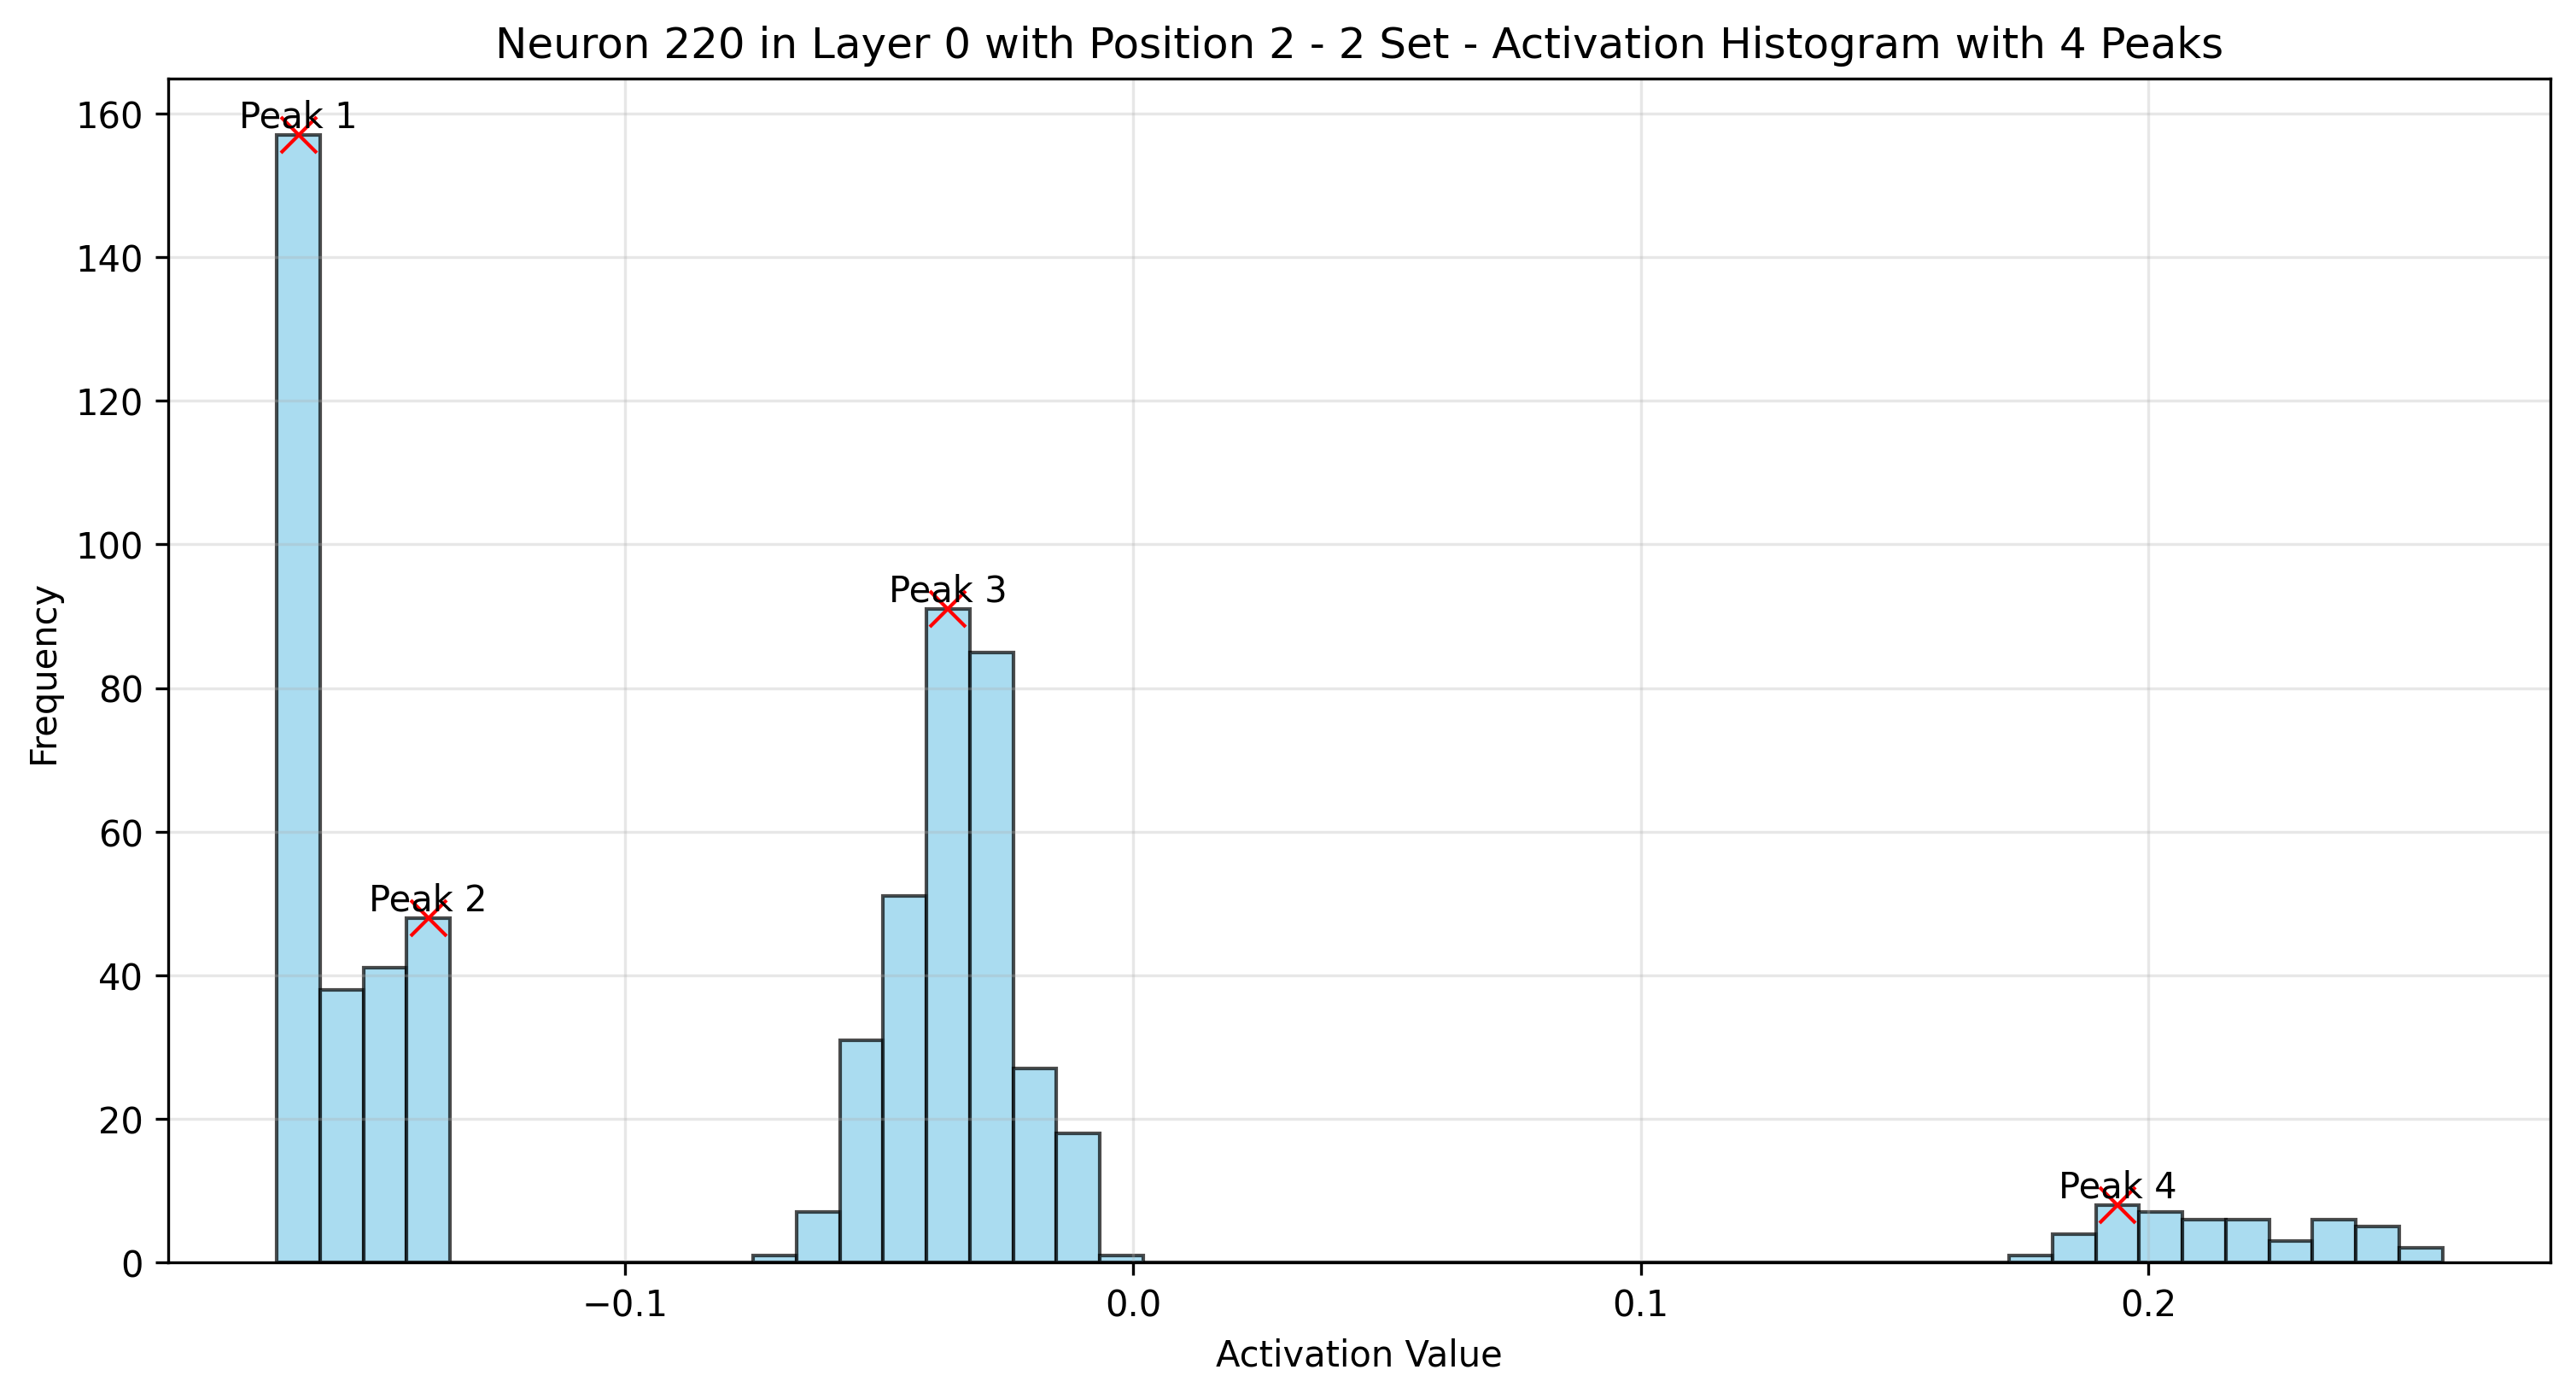 Neuron 220 in Layer 0 with Position 2 - 2 Set - Activation Histogram with 4 Peaks
160
140
120
100
80
60
40
20
0
Frequency
Peak 1
Peak 2
Peak 3
Peak 4
−0.1
0.0
0.1
0.2
Activation Value